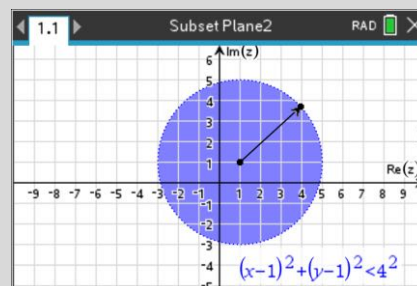 1.1
Subset Plane2
RAD
Im(z)
6
5
4
3
2
1
Re(z)
-9 -8 -7 -6 -5 -4 -3 -2 -1 1 2 3 4 5 6 7 8 9
-1
-2
-3
-4
-5
(x-1)²+(y-1)²<4²